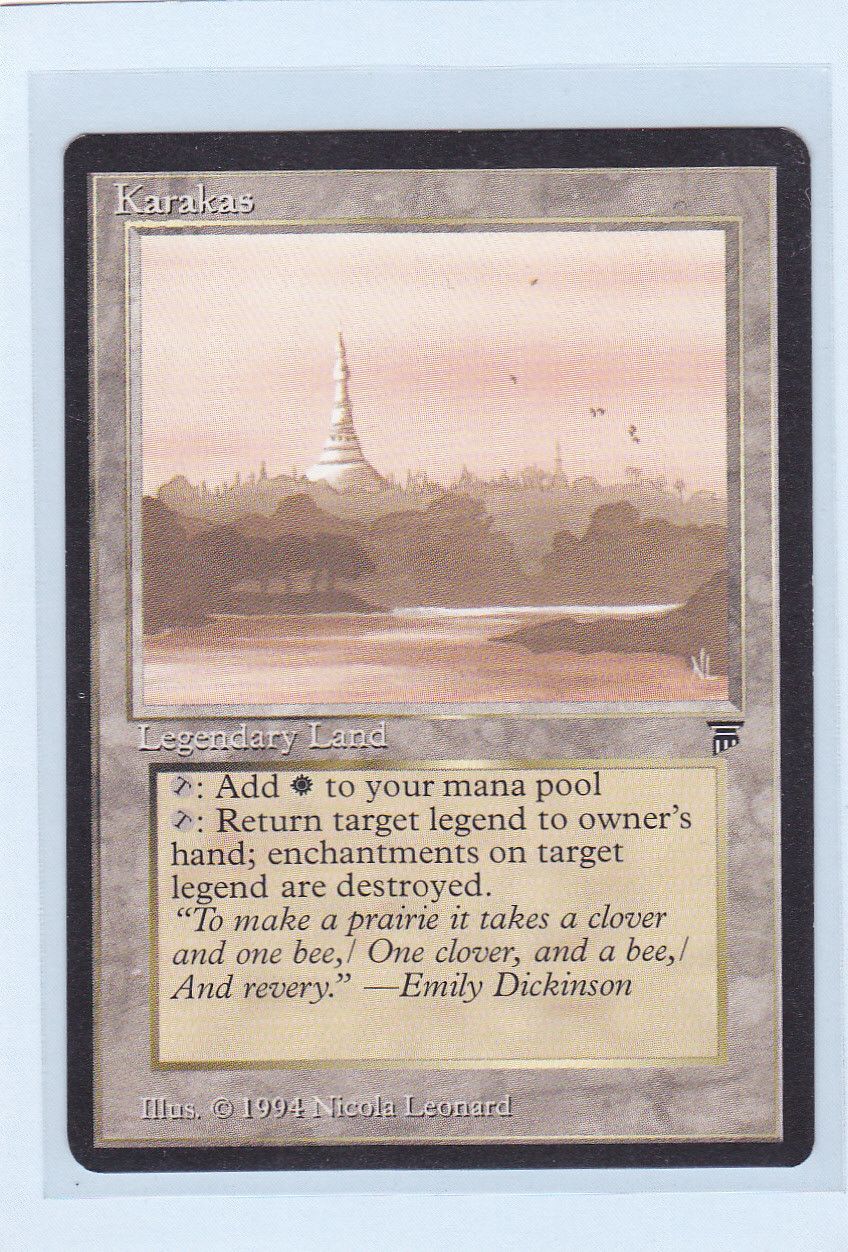 Karakas
NL
Legendary Land
: Add to your mana pool
: Return target legend to owner's
hand; enchantments on target
legend are destroyed.
“To make a prairie it takes a clover
and one bee,/ One clover, and a bee,/
And revery.” —Emily Dickinson
Illus. © 1994 Nicola Leonard